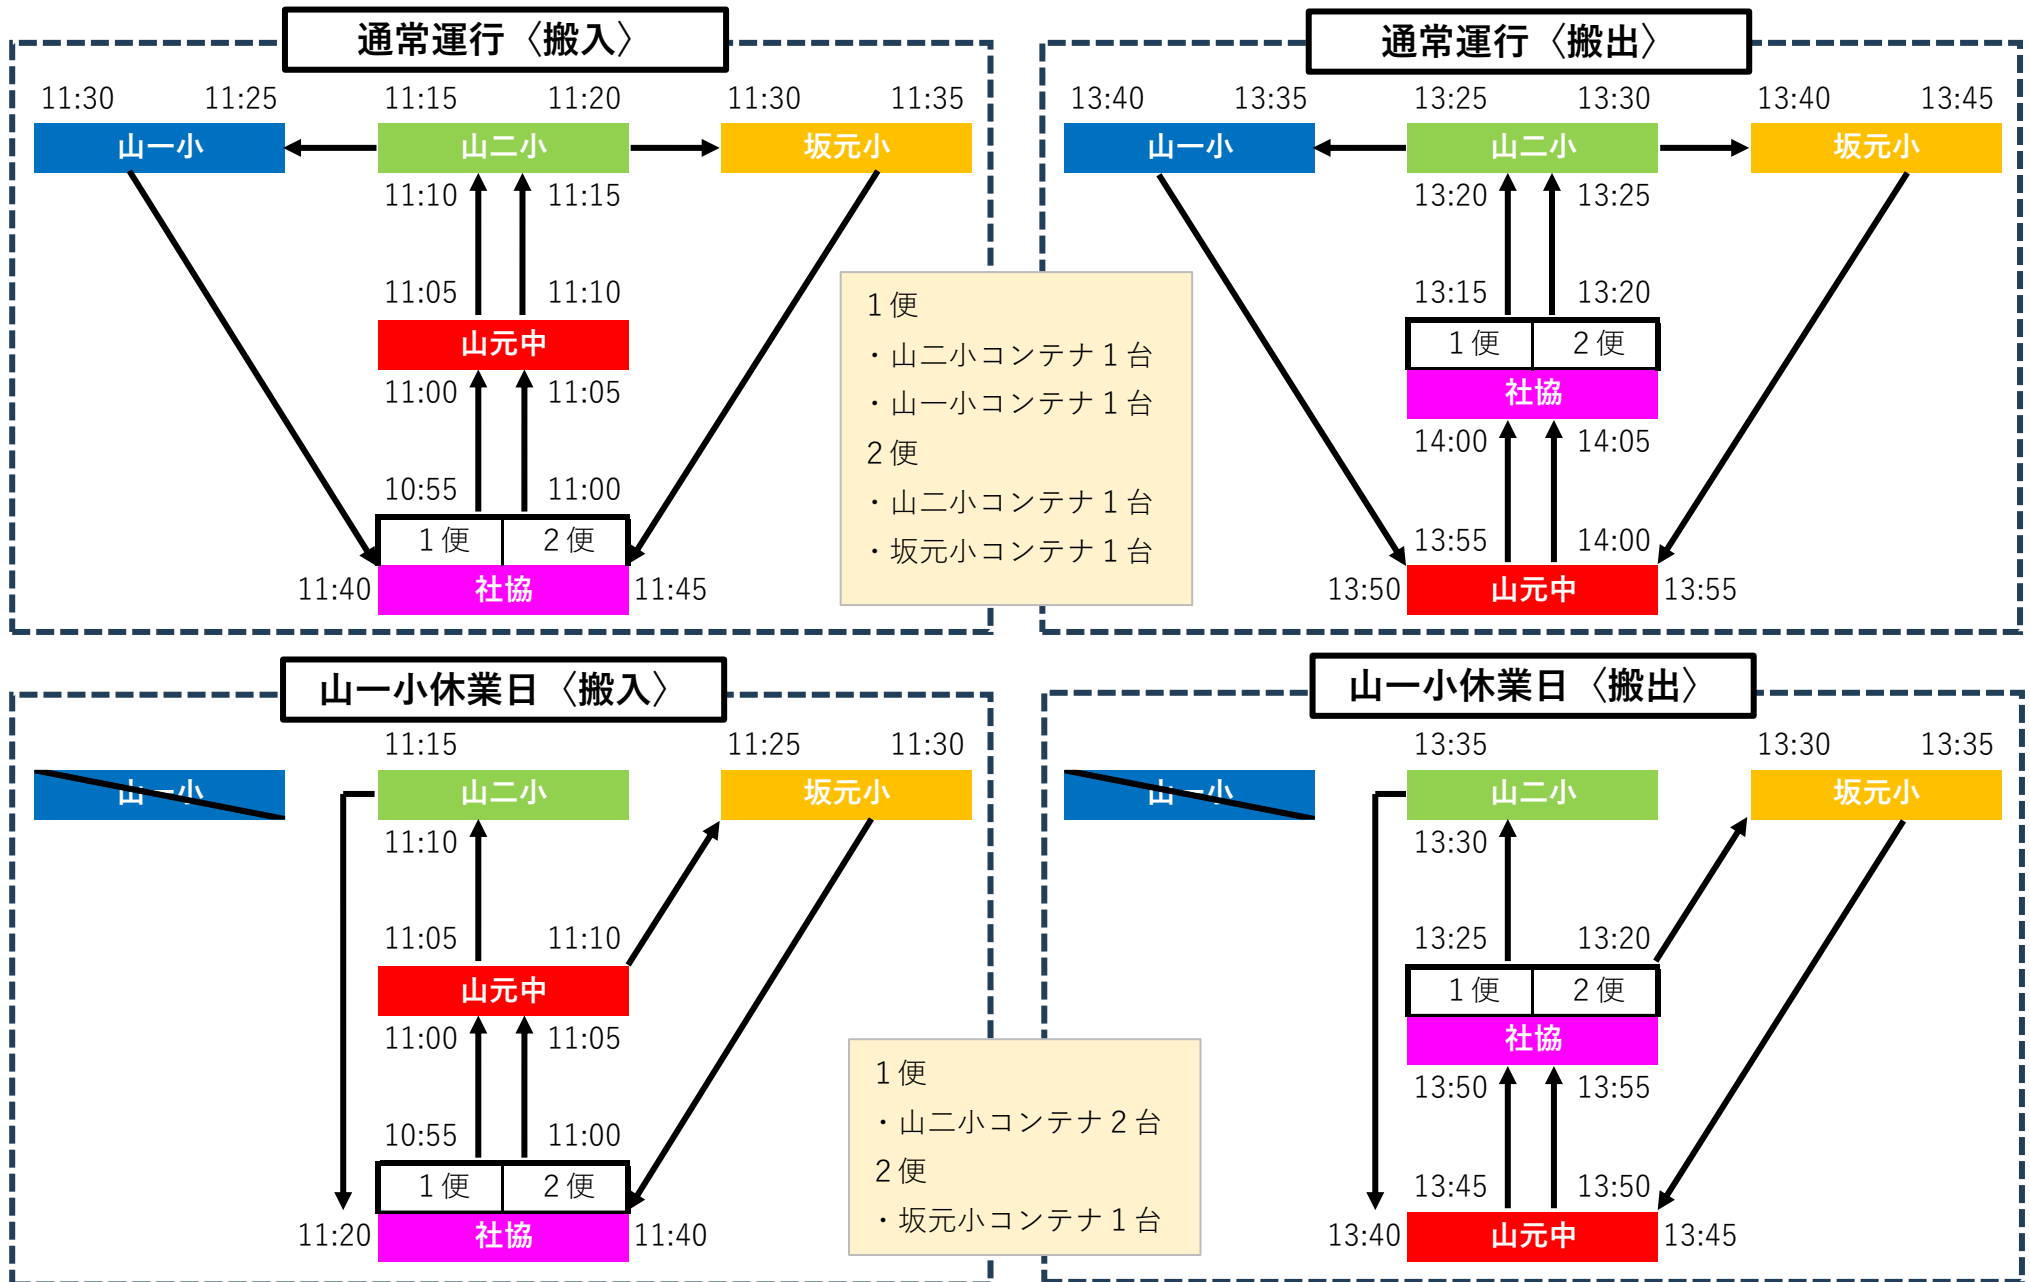 通常運行〈搬入〉
11:30 11:25 11:15 11:20 11:30 11:35
山一小 山二小 坂元小
11:10 11:15
11:05 11:10
山元中
11:00 11:05
10:55 11:00
1便 2便
11:40 社協 11:45
通常運行〈搬出〉
13:40 13:35 13:25 13:30 13:40 13:45
山一小 山二小 坂元小
13:20 13:25
13:15 13:20
1便 2便
社協
14:00 14:05
13:55 14:00
13:50 山元中 13:55
1便
・山二小コンテナ1台
・山一小コンテナ1台
2便
・山二小コンテナ1台
・坂元小コンテナ1台
山一小休業日〈搬入〉
11:15 11:25 11:30
山一小 山二小 坂元小
11:10
11:05 11:10
山元中
11:00 11:05
10:55 11:00
1便 2便
11:20 社協 11:40
山一小休業日〈搬出〉
13:35 13:30 13:35
山一小 山二小 坂元小
13:30
13:25 13:20
1便 2便
社協
13:50 13:55
13:45 13:50
13:40 山元中 13:45
1便
・山二小コンテナ2台
2便
・坂元小コンテナ1台